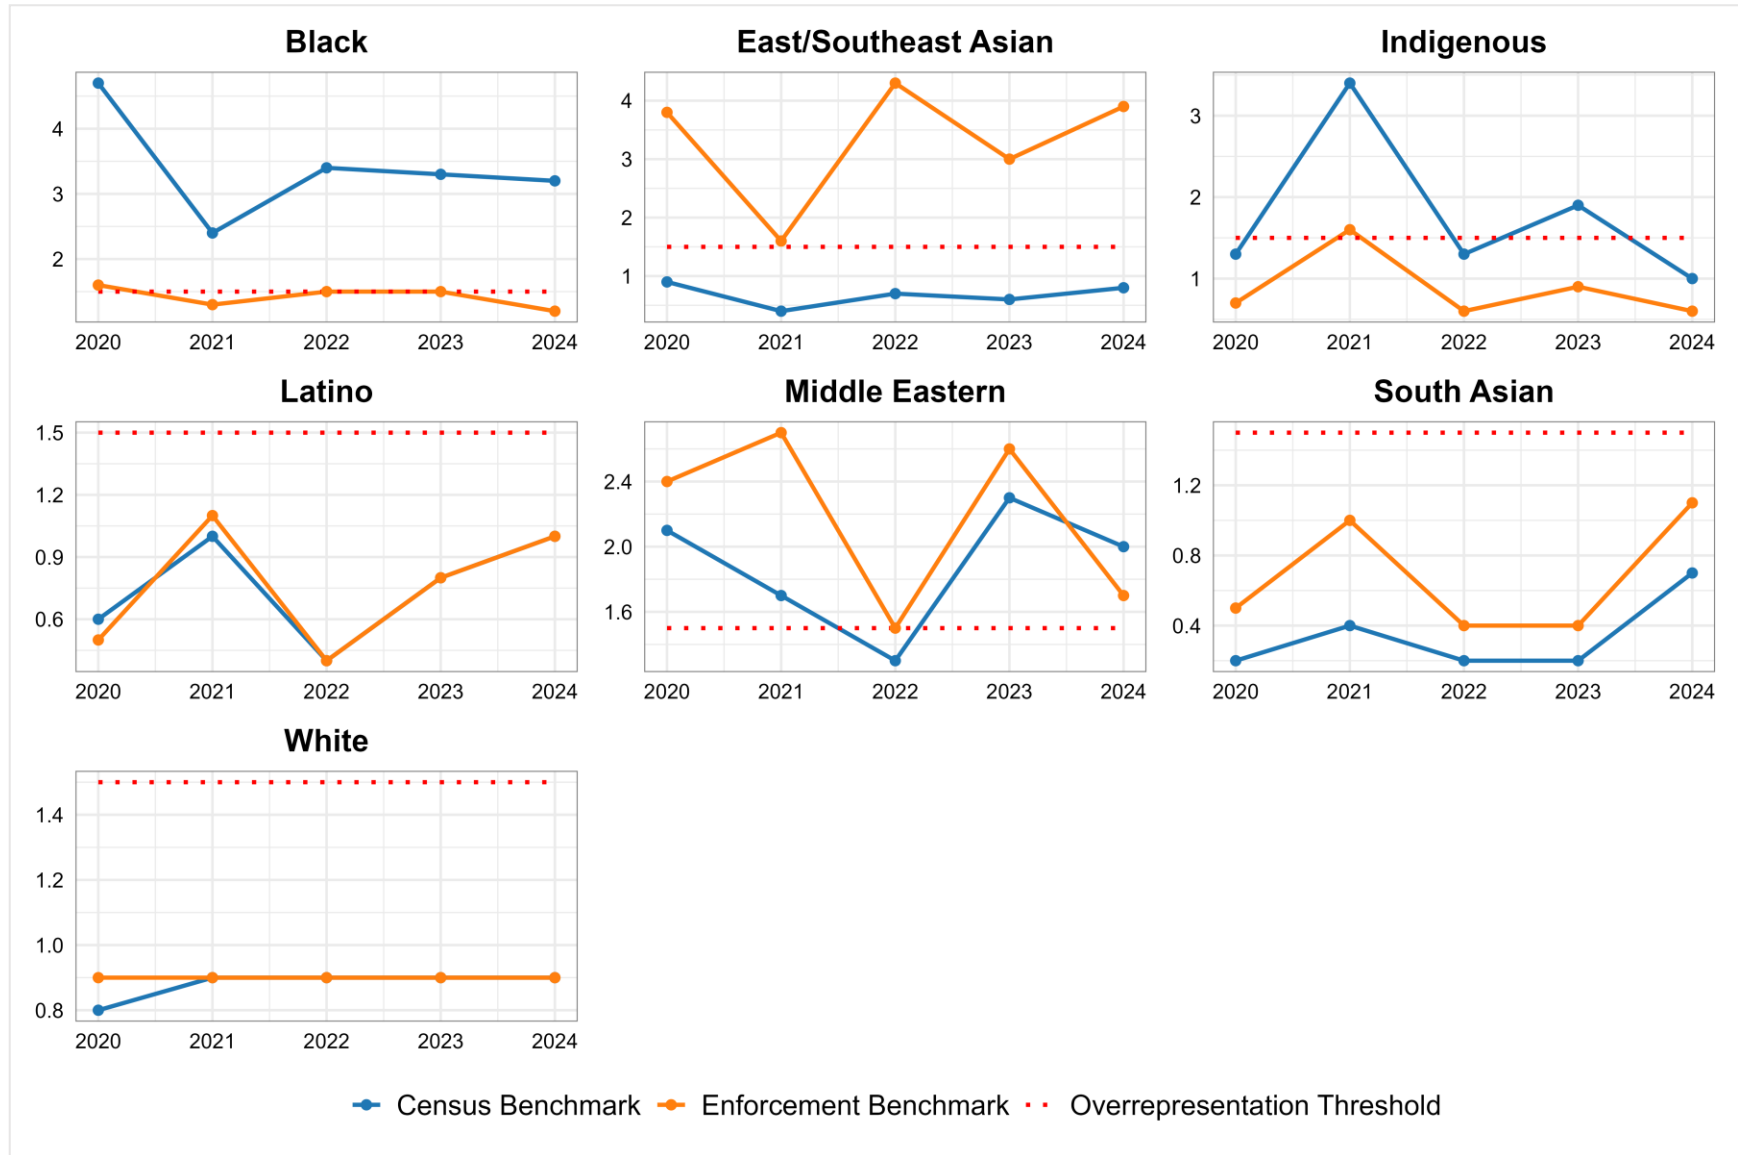 Black
East/Southeast Asian
Indigenous
4
3
2
2020 2021 2022 2023 2024
4
3
2
1
2020 2021 2022 2023 2024
3
2
1
2020 2021 2022 2023 2024
Latino
Middle Eastern
South Asian
1.5
1.2
0.9
0.6
2020 2021 2022 2023 2024
2.4
2.0
1.6
2020 2021 2022 2023 2024
1.2
0.8
0.4
2020 2021 2022 2023 2024
White
1.4
1.2
1.0
0.8
2020 2021 2022 2023 2024
Census Benchmark Enforcement Benchmark Overrepresentation Threshold